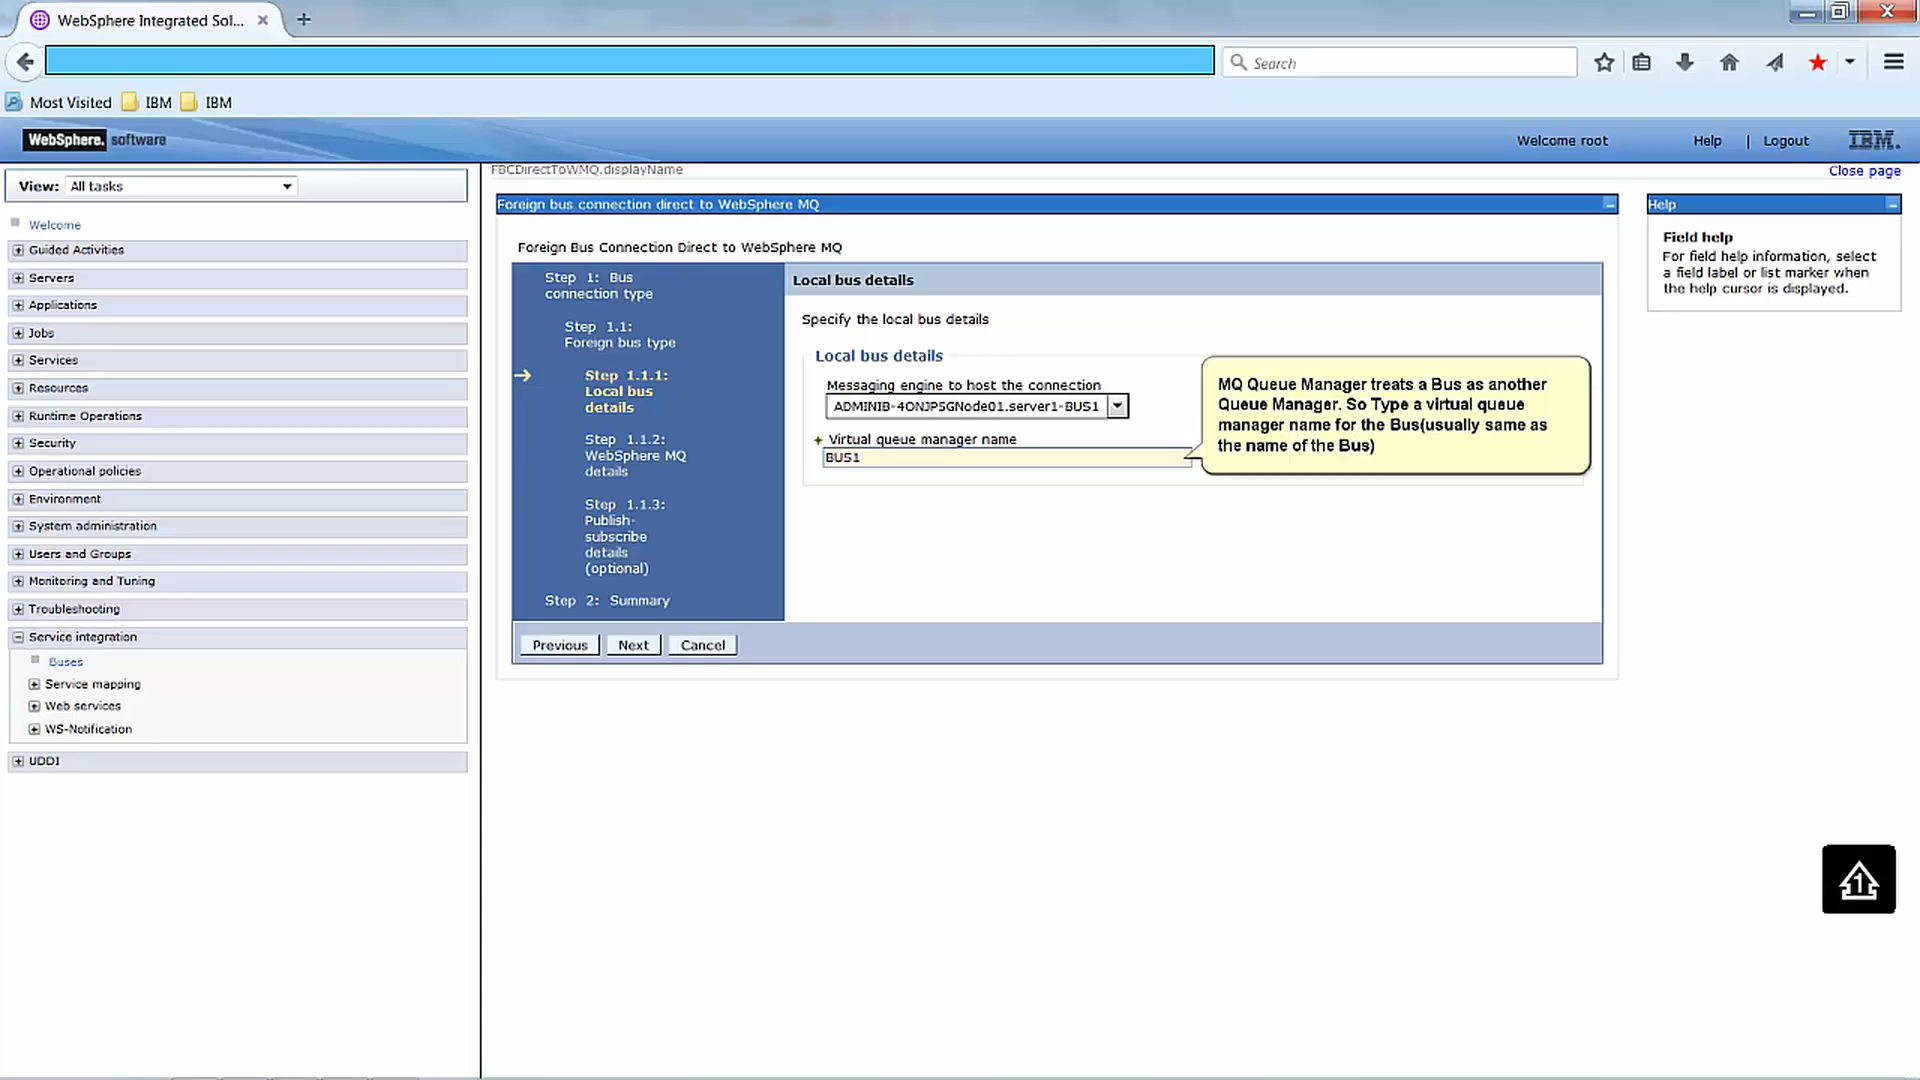 WebSphere Integrated Sol...
Search
Most Visited IBM IBM
WebSphere. software
Welcome root Help | Logout IBM.
View: All tasks
Welcome
Guided Activities
Servers
Applications
Jobs
Services
Resources
Runtime Operations
Security
Operational policies
Environment
System administration
Users and Groups
Monitoring and Tuning
Troubleshooting
Service integration
Buses
Service mapping
Web services
WS-Notification
UDDI
FBCDirectToWMQ.displayName
Close page
Foreign bus connection direct to WebSphere MQ
Foreign Bus Connection Direct to WebSphere MQ
Step 1: Bus
connection type
Step 1.1:
Foreign bus type
Step 1.1.1:
Local bus
details
Step 1.1.2:
WebSphere MQ
details
Step 1.1.3:
Publish-
subscribe
details
(optional)
Step 2: Summary
Local bus details
Specify the local bus details
Local bus details
Messaging engine to host the connection
ADMINIB-4ONJPSGNode01.server1-BUS1
Virtual queue manager name
BUS1
MQ Queue Manager treats a Bus as another
Queue Manager. So Type a virtual queue
manager name for the Bus(usually same as
the name of the Bus)
Previous Next Cancel
Help
Field help
For field help information, select
a field label or list marker when
the help cursor is displayed.
1